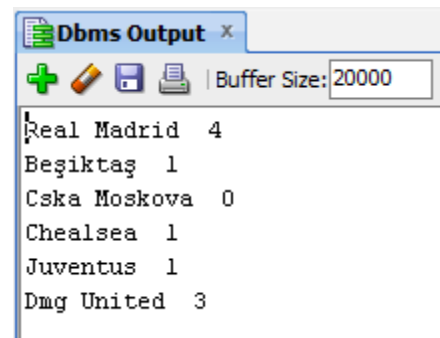 Dbms Output x
Buffer Size: 20000
Real Madrid 4
Beşiktaş 1
Cska Moskova 0
Chealsea 1
Juventus 1
Dmg United 3